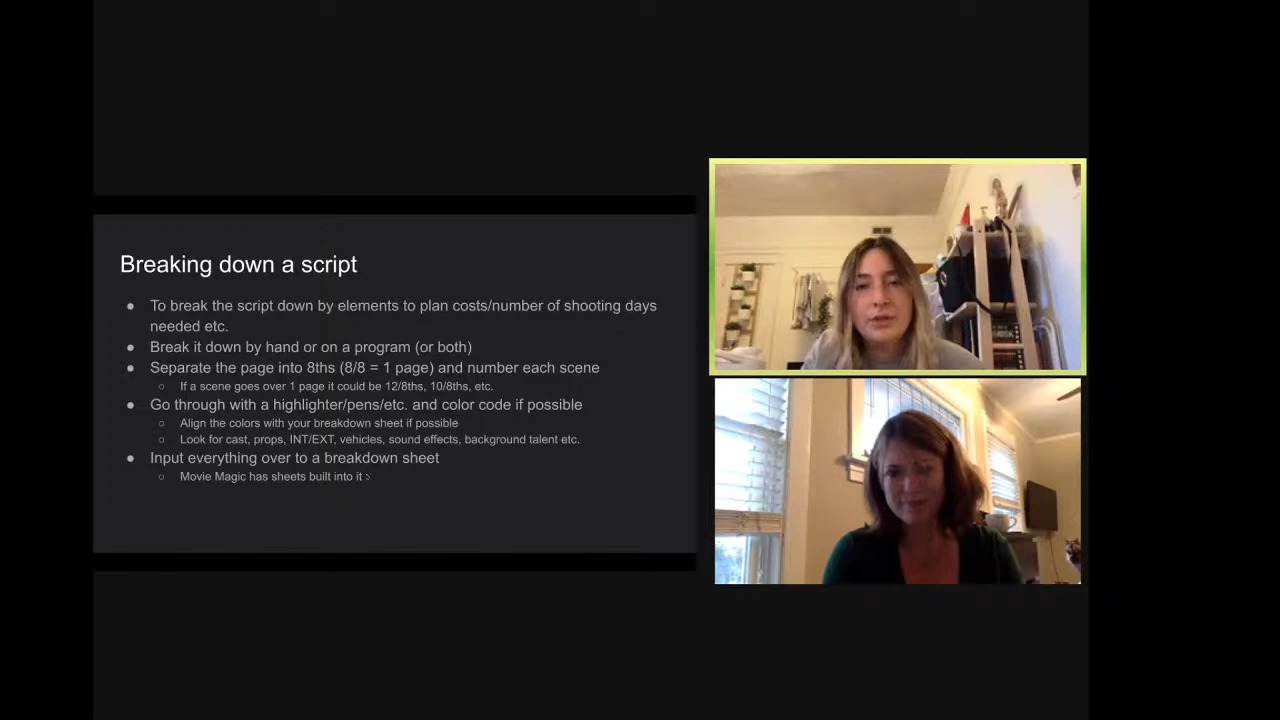 Breaking down a script
● To break the script down by elements to plan costs/number of shooting days
needed etc.
● Break it down by hand or on a program (or both)
● Separate the page into 8ths (8/8 = 1 page) and number each scene
○ If a scene goes over 1 page it could be 12/8ths, 10/8ths, etc.
● Go through with a highlighter/pens/etc. and color code if possible
○ Align the colors with your breakdown sheet if possible
○ Look for cast, props, INT/EXT, vehicles, sound effects, background talent etc.
● Input everything over to a breakdown sheet
○ Movie Magic has sheets built into it